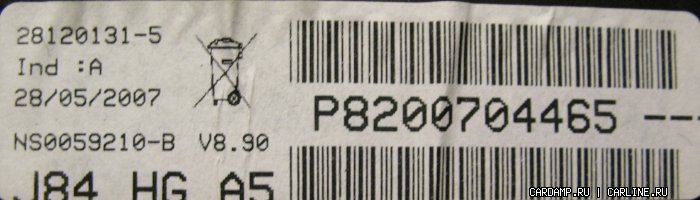 28120131-5
Ind :A
28/05/2007
NS0059210-B V8.90
P8200704465 --
J84 HG A5
CARDAMP.RU | CARLINE.RU